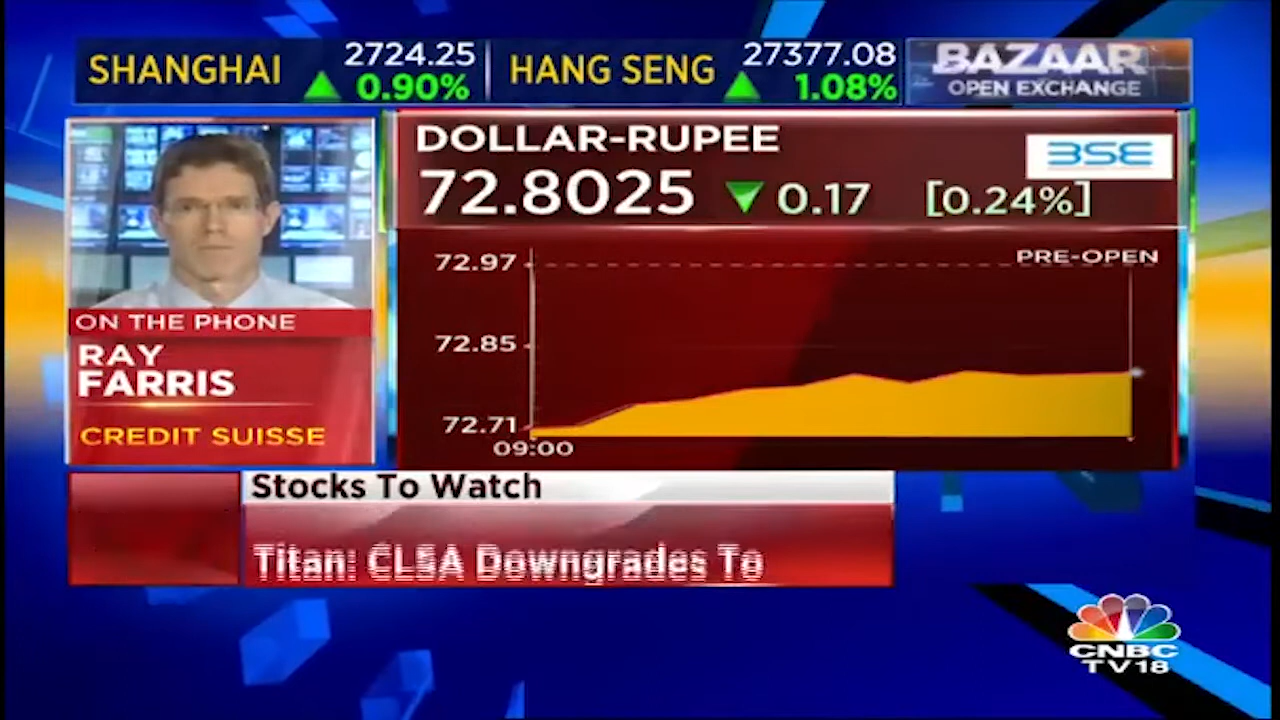 SHANGHAI 2724.25
0.90%
HANG SENG 27377.08
1.08%
BAZAAR
OPEN EXCHANGE
DOLLAR-RUPEE
BSE
72.8025 0.17 [0.24%]
PRE-OPEN
72.97
72.85
72.71
09:00
ON THE PHONE
RAY
FARRIS
CREDIT SUISSE
Stocks To Watch
Titan: CLSA Downgrades To
CNBC
TV18